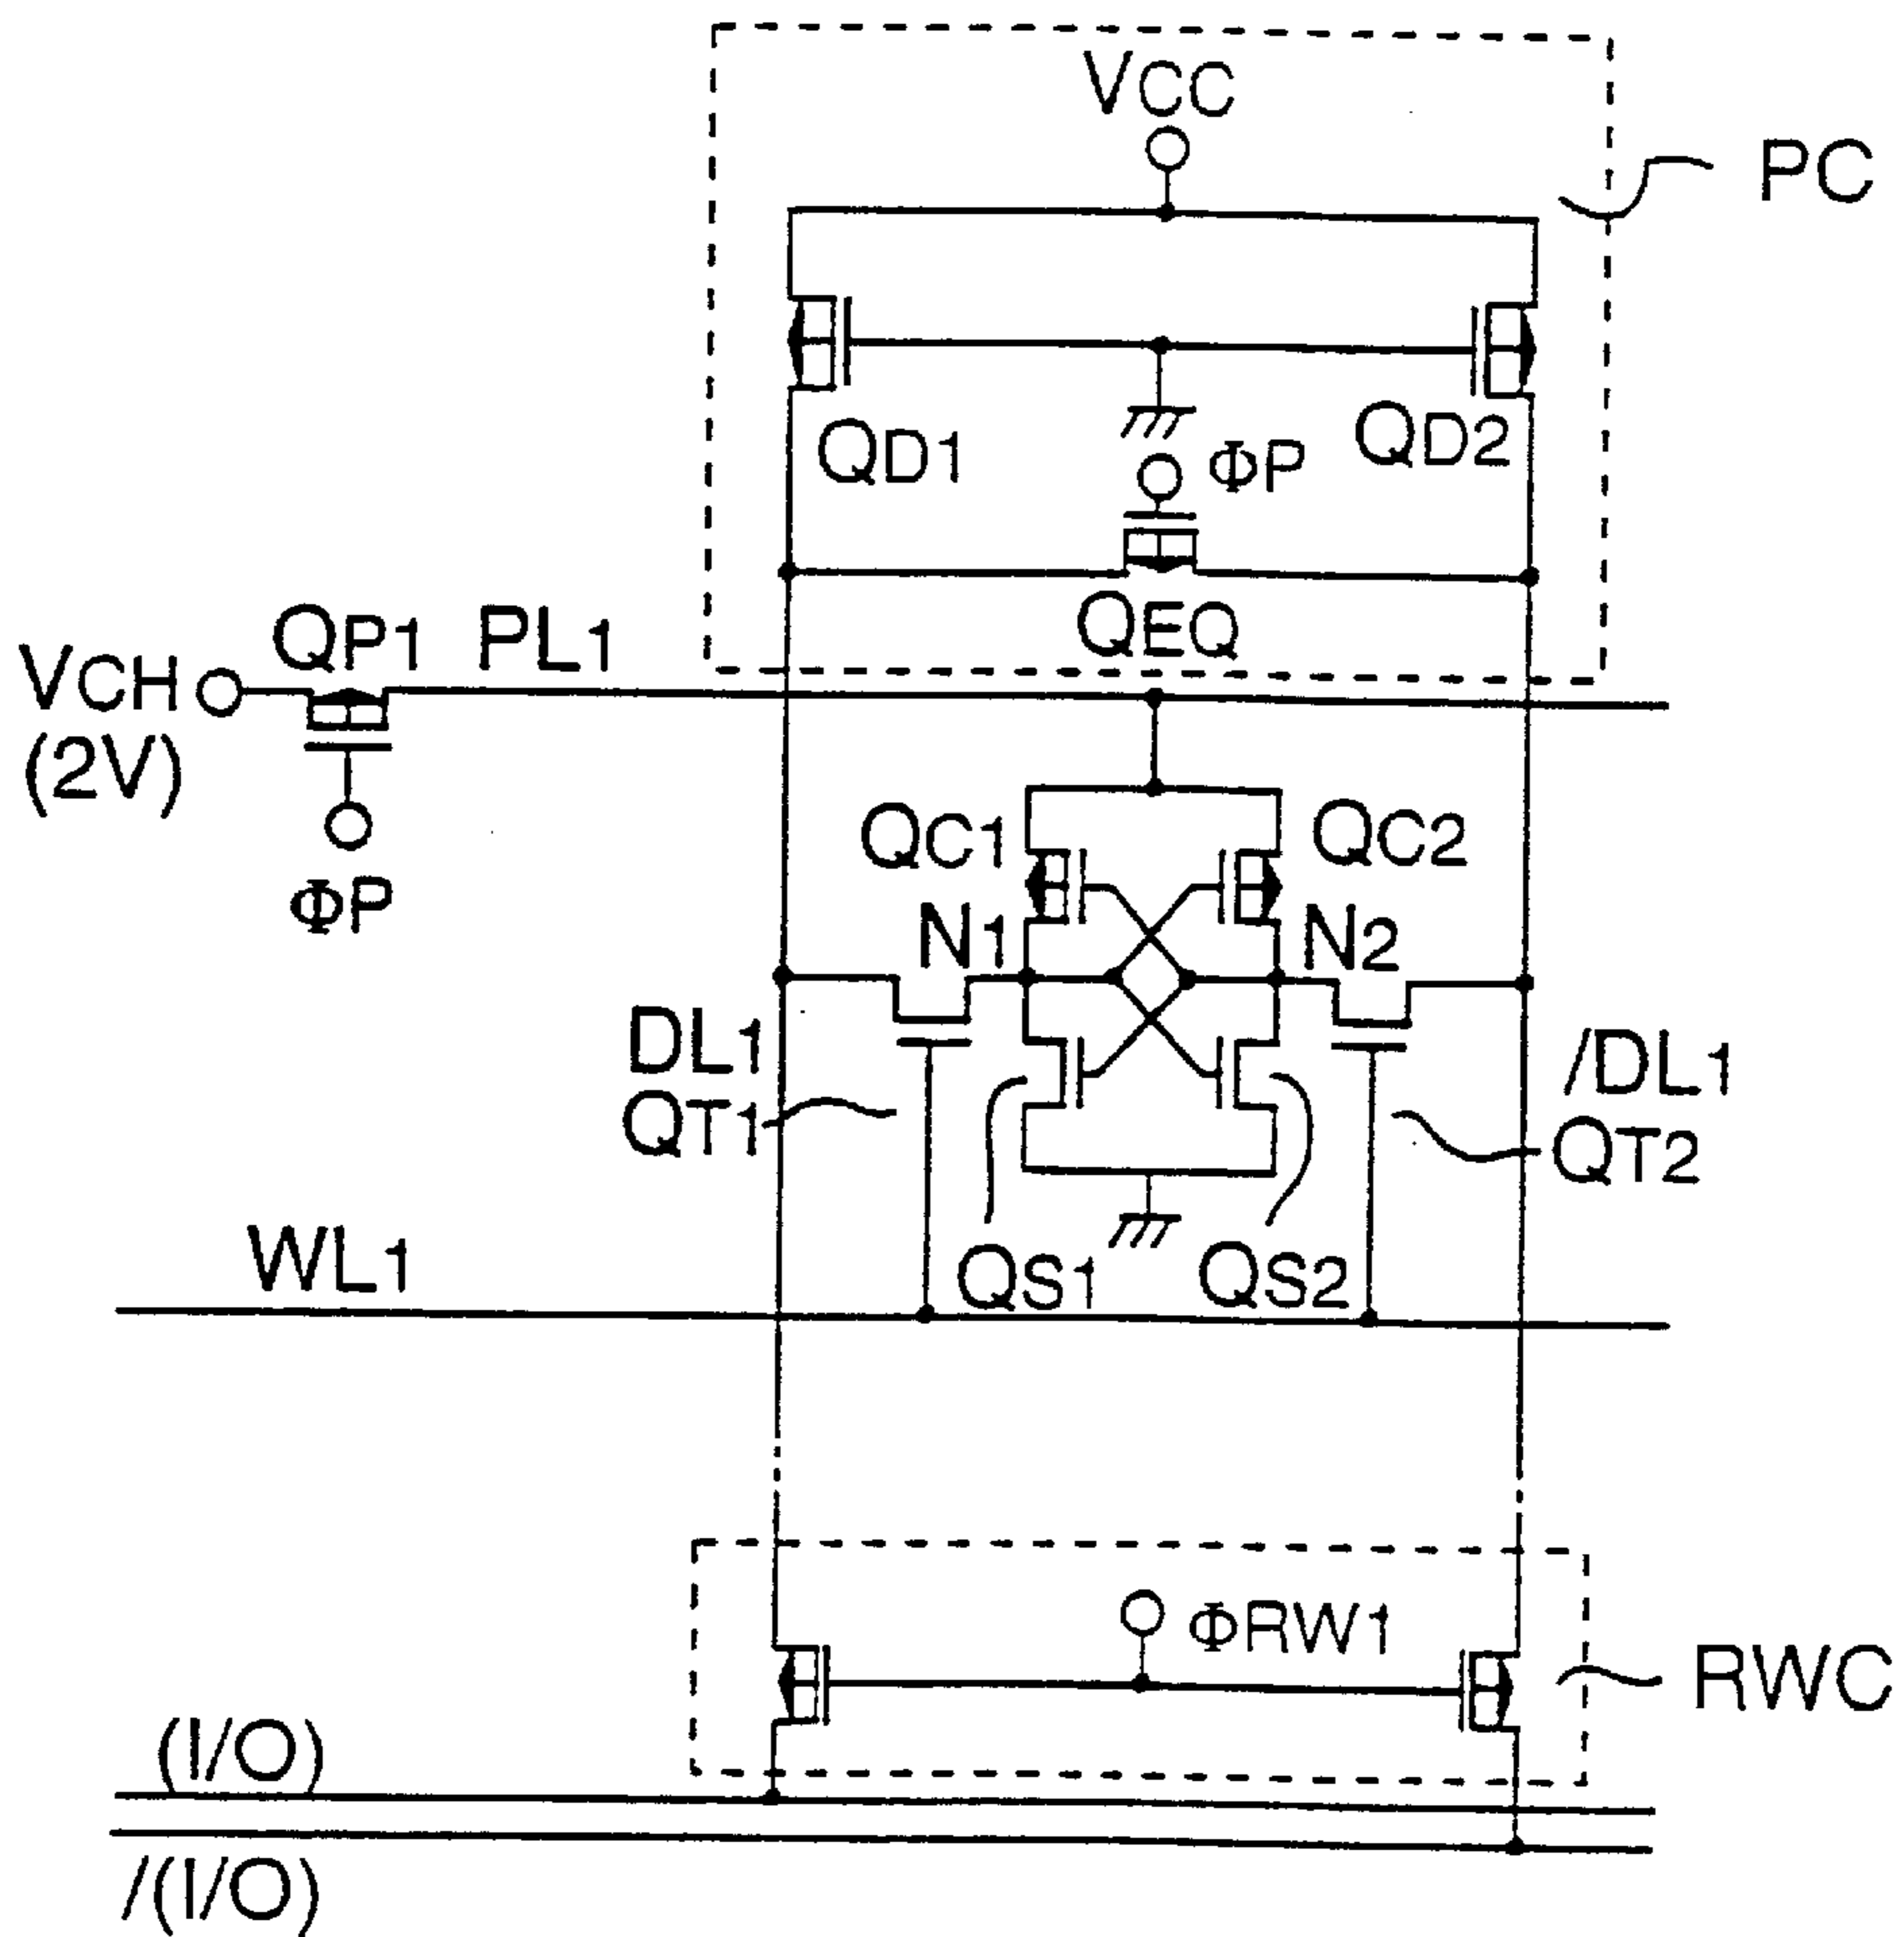 VCC
PC
QD1
QD2
ΦP
QEQ
QP1
PL1
VCH
(2V)
ΦP
QC1
QC2
N1
N2
DL1
QT1
/DL1
QT2
WL1
QS1
QS2
ΦRW1
RWC
(I/O)
/(I/O)